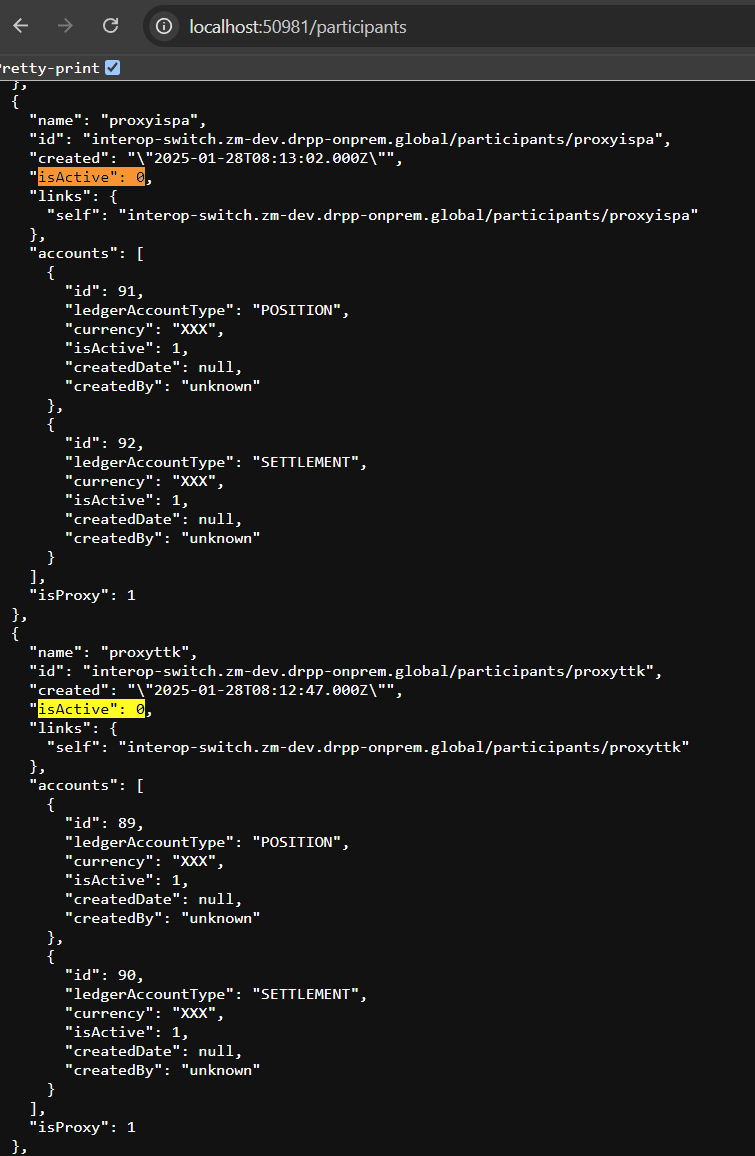 localhost:50981/participants
Pretty-print
},
{
"name": "proxyispa",
"id": "interop-switch.zm-dev.drpp-onprem.global/participants/proxyispa",
"created": "\"2025-01-28T08:13:02.000Z\"",
"isActive": 0,
"links": {
"self": "interop-switch.zm-dev.drpp-onprem.global/participants/proxyispa"
},
"accounts": [
{
"id": 91,
"ledgerAccountType": "POSITION",
"currency": "XXX",
"isActive": 1,
"createdDate": null,
"createdBy": "unknown"
},
{
"id": 92,
"ledgerAccountType": "SETTLEMENT",
"currency": "XXX",
"isActive": 1,
"createdDate": null,
"createdBy": "unknown"
}
],
"isProxy": 1
},
{
"name": "proxyttk",
"id": "interop-switch.zm-dev.drpp-onprem.global/participants/proxyttk",
"created": "\"2025-01-28T08:12:47.000Z\"",
"isActive": 0,
"links": {
"self": "interop-switch.zm-dev.drpp-onprem.global/participants/proxyttk"
},
"accounts": [
{
"id": 89,
"ledgerAccountType": "POSITION",
"currency": "XXX",
"isActive": 1,
"createdDate": null,
"createdBy": "unknown"
},
{
"id": 90,
"ledgerAccountType": "SETTLEMENT",
"currency": "XXX",
"isActive": 1,
"createdDate": null,
"createdBy": "unknown"
}
],
"isProxy": 1
},